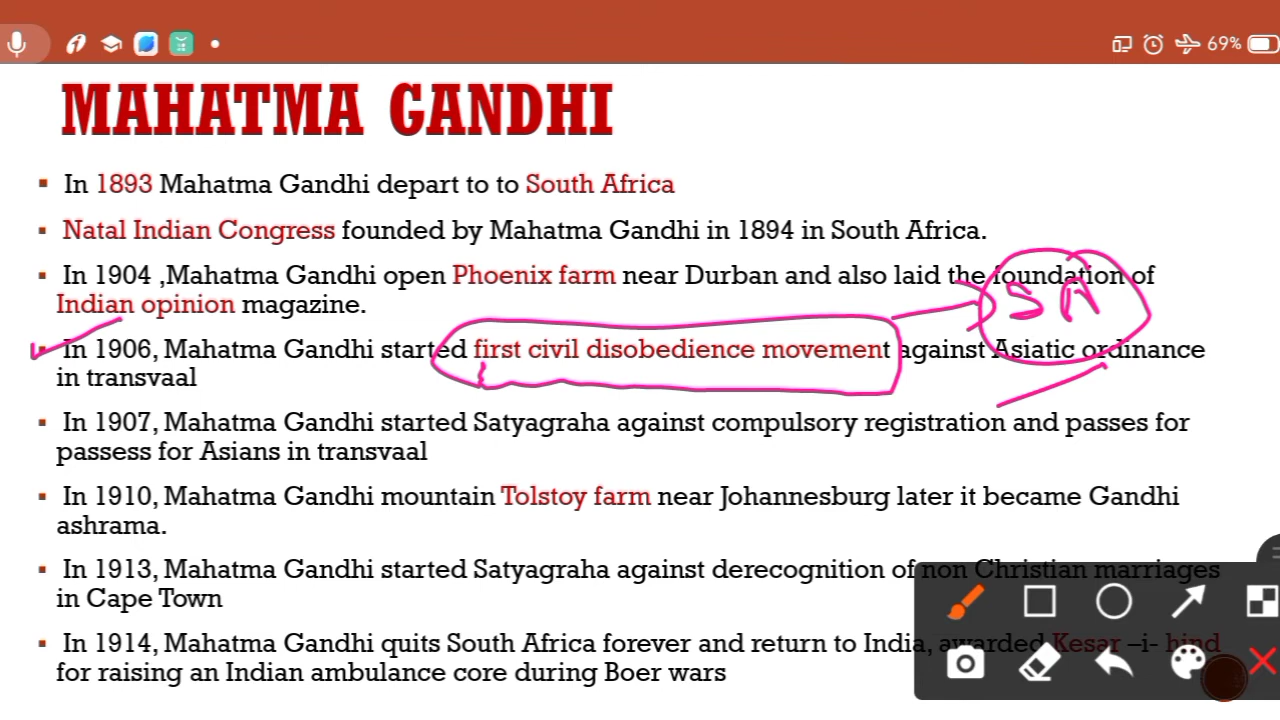 69%
MAHATMA GANDHI
In 1893 Mahatma Gandhi depart to to South Africa
Natal Indian Congress founded by Mahatma Gandhi in 1894 in South Africa.
In 1904 ,Mahatma Gandhi open Phoenix farm near Durban and also laid the foundation of
Indian opinion magazine.
SA
In 1906, Mahatma Gandhi started first civil disobedience movement against Asiatic ordinance
in transvaal
In 1907, Mahatma Gandhi started Satyagraha against compulsory registration and passes for
passess for Asians in transvaal
In 1910, Mahatma Gandhi mountain Tolstoy farm near Johannesburg later it became Gandhi
ashrama.
In 1913, Mahatma Gandhi started Satyagraha against derecognition of non Christian marriages
in Cape Town
In 1914, Mahatma Gandhi quits South Africa forever and return to India, awarded Kesar –i- hind
for raising an Indian ambulance core during Boer wars